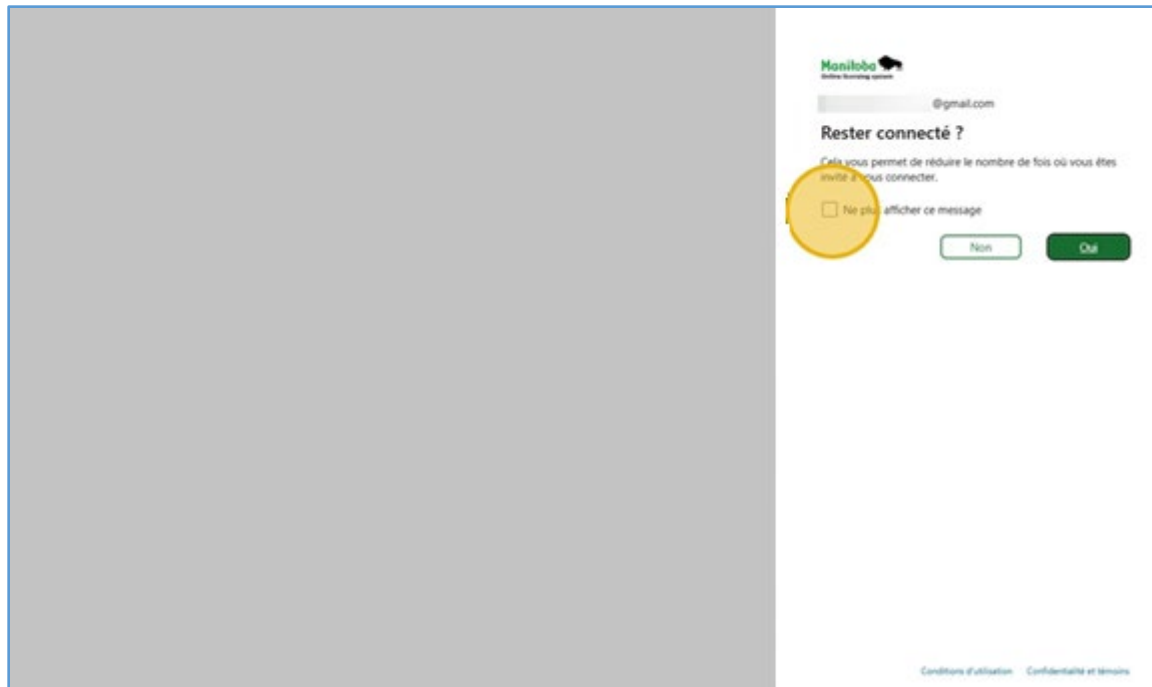 Manitoba
Online licensing system
@gmail.com
Rester connecté ?
Cela vous permet de réduire le nombre de fois où vous êtes
invité à vous connecter.
Ne plus afficher ce message
Non
Oui
Conditions d'utilisation Confidentialité et témoins